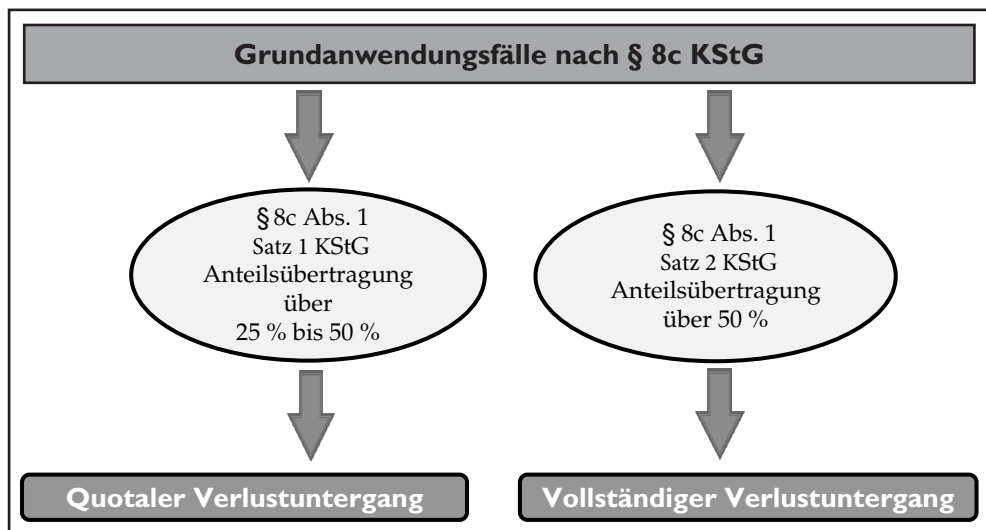 Grundanwendungsfälle nach § 8c KStG
§ 8c Abs. 1
Satz 1 KStG
Anteilsübertragung
über
25 % bis 50 %
§ 8c Abs. 1
Satz 2 KStG
Anteilsübertragung
über 50 %
Quotaler Verlustuntergang
Vollständiger Verlustuntergang